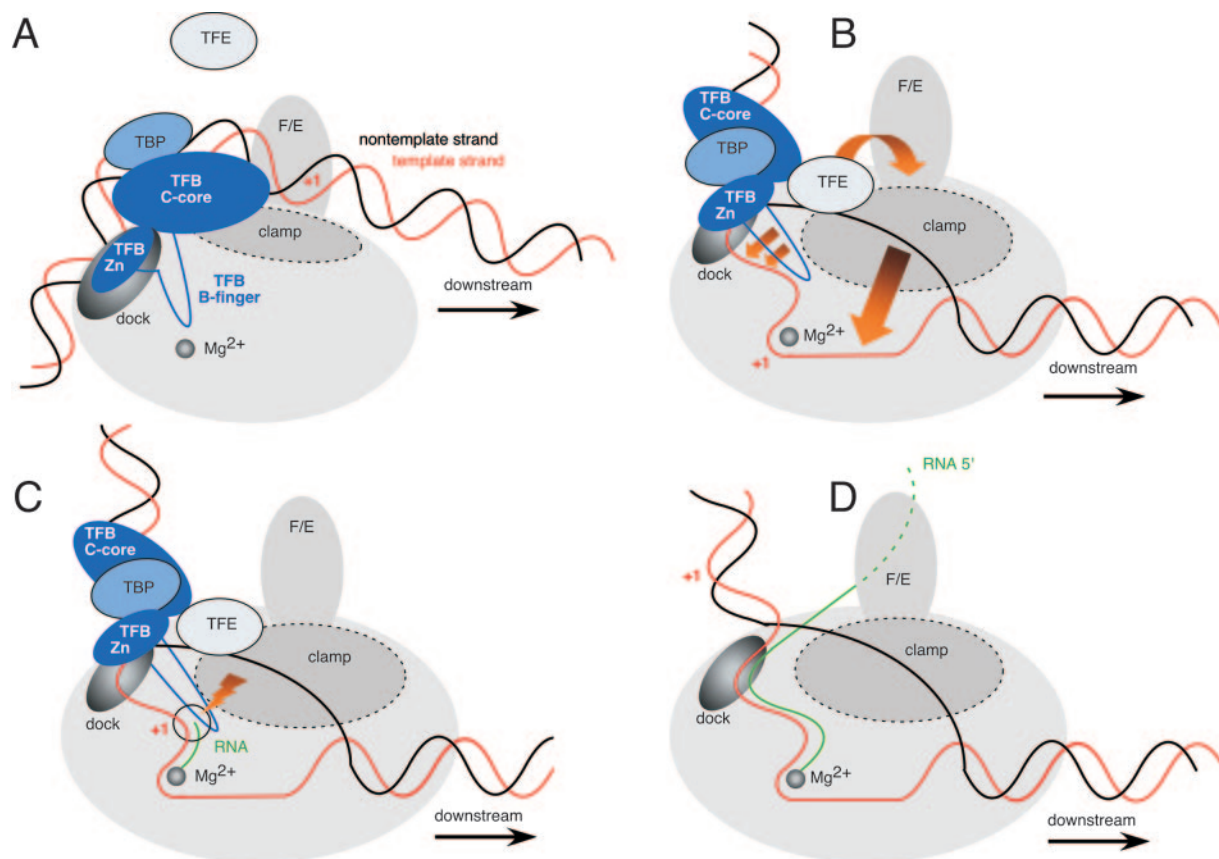 A
TFE
TBP
F/E
nontemplate strand
template strand
TFB
C-core
+1
clamp
TFB
Zn
TFB
B-finger
dock
downstream
Mg2+
B
TFB
C-core
F/E
TBP
TFE
TFB
Zn
clamp
dock
Mg2+
+1
downstream
C
TFB
C-core
F/E
TBP
TFB
Zn
TFE
clamp
dock
+1
RNA
Mg2+
downstream
D
RNA 5'
+1
F/E
clamp
dock
Mg2+
downstream